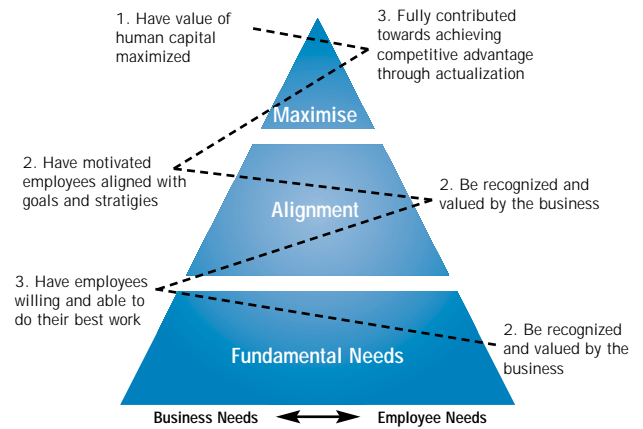 1. Have value of
human capital
maximized
3. Fully contributed
towards achieving
competitive advantage
through actualization
Maximise
2. Have motivated
employees aligned with
goals and stratigies
2. Be recognized and
valued by the business
Alignment
3. Have employees
willing and able to
do their best work
2. Be recognized
and valued by the
business
Fundamental Needs
Business Needs
Employee Needs